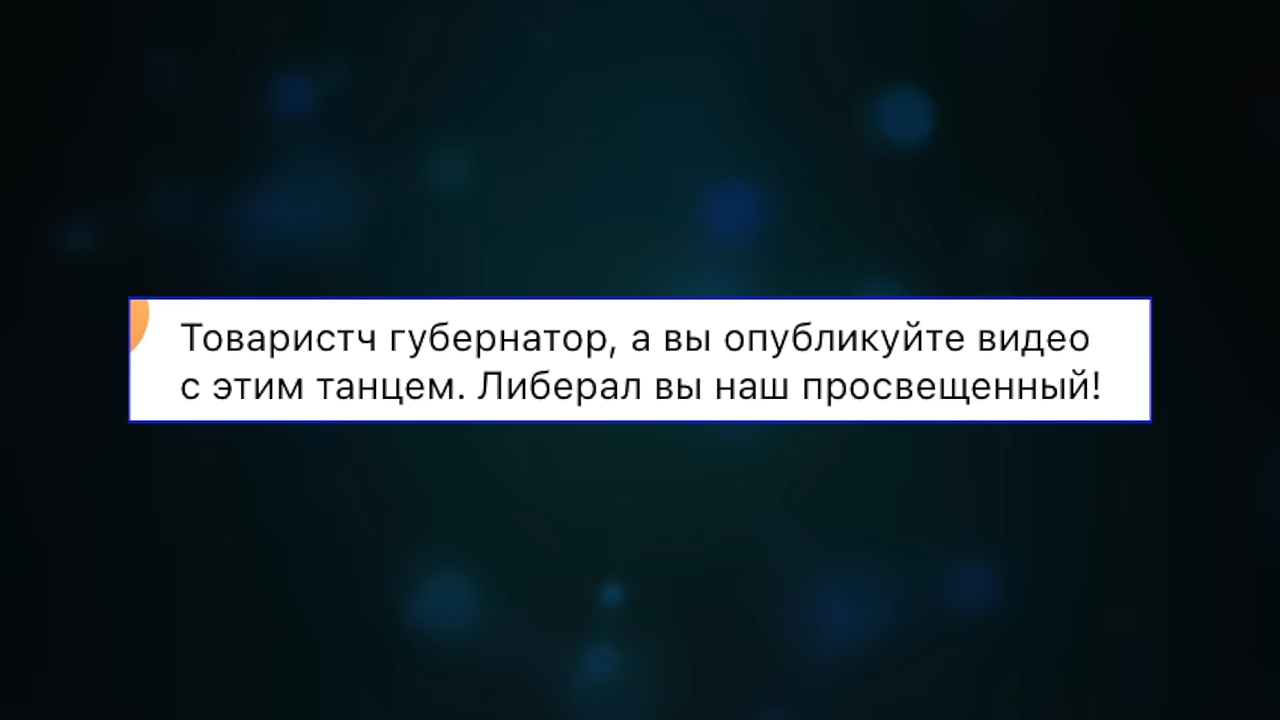 Товаристч губернатор, а вы опубликуйте видео
с этим танцем. Либерал вы наш просвещенный!